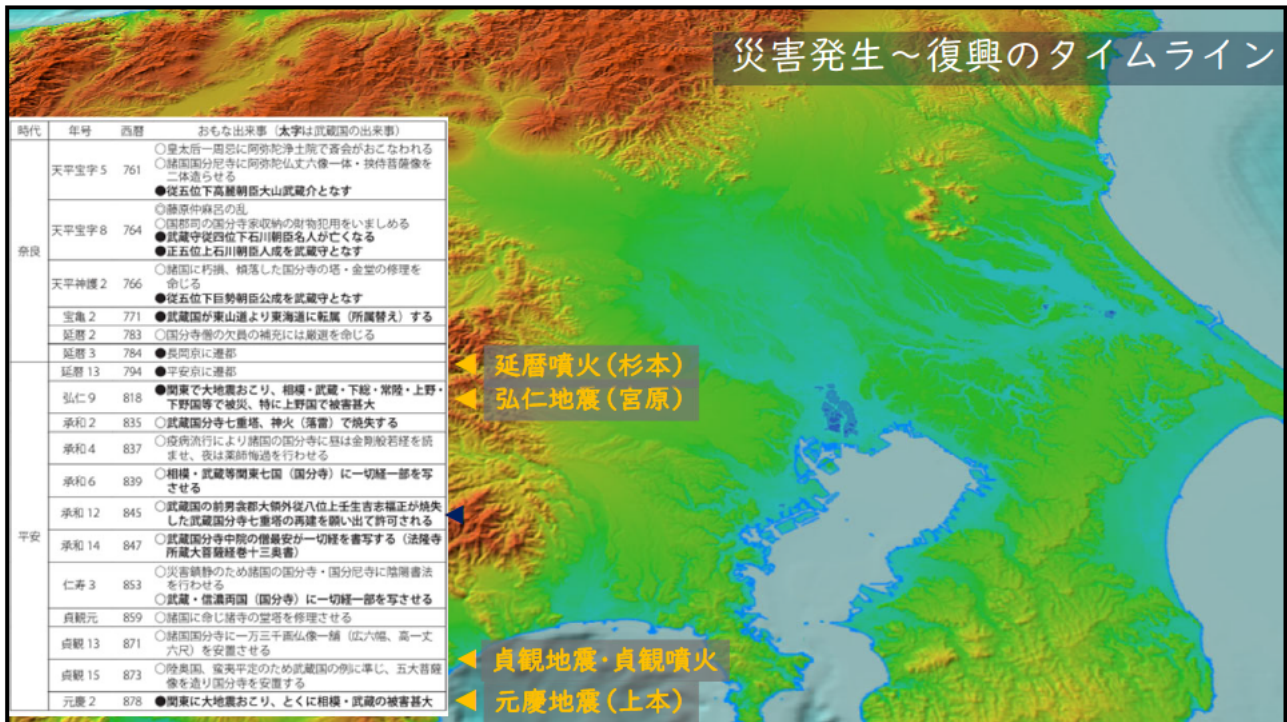 災害発生～復興のタイムライン
時代 年号 西暦 おもな出来事（太字は武蔵国の出来事）
奈良
天平宝字5 761 ○皇太后一周忌に阿弥陀浄土院で斎会がおこなわれる
○諸国国分尼寺に阿弥陀仏丈六像一体・挟侍菩薩像を
二体造らせる
●従五位下高麗朝臣大山武蔵介となす
天平宝字8 764 ◎藤原仲麻呂の乱
○国郡司の国分寺家収納の財物犯用をいましめる
●武蔵守従四位下石川朝臣名人が亡くなる
●正五位上石川朝臣人成を武蔵守となす
天平神護2 766 ○諸国に朽損、傾落した国分寺の塔・金堂の修理を
命じる
●従五位下巨勢朝臣公成を武蔵守となす
宝亀2 771 ●武蔵国が東山道より東海道に転属（所属替え）する
延暦2 783 ○国分寺僧の欠員の補充には厳選を命じる
延暦3 784 ●長岡京に遷都
平安
延暦13 794 ●平安京に遷都
弘仁9 818 ●関東で大地震おこり、相模・武蔵・下総・常陸・上野・
下野国等で被災、特に上野国で被害甚大
承和2 835 ○武蔵国分寺七重塔、神火（落雷）で焼失する
承和4 837 ○疫病流行により諸国の国分寺に昼は金剛般若経を読
ませ、夜は薬師悔過を行わせる
承和6 839 ○相模・武蔵等関東七国（国分寺）に一切経一部を写
させる
承和12 845 ○武蔵国の前男衾郡大領外従八位上壬生吉志福正が焼失
した武蔵国分寺七重塔の再建を願い出て許可される
承和14 847 ○武蔵国分寺中院の僧最安が一切経を書写する（法隆寺
所蔵大菩薩経巻十三奥書）
仁寿3 853 ○災害鎮静のため諸国の国分寺・国分尼寺に陰陽書法
を行わせる
○武蔵・信濃両国（国分寺）に一切経一部を写させる
貞観元 859 ○諸国に命じ諸寺の堂塔を修理させる
貞観13 871 ○諸国国分寺に一万三千画仏像一舗（広六幅、高一丈
六尺）を安置させる
貞観15 873 ○陸奥国、蛮夷平定のため武蔵国の例に準じ、五大菩薩
像を造り国分寺を安置する
元慶2 878 ●関東に大地震おこり、とくに相模・武蔵の被害甚大
◀ 延暦噴火(杉本)
◀ 弘仁地震(宮原)
◀ 貞観地震・貞観噴火
◀ 元慶地震(上本)